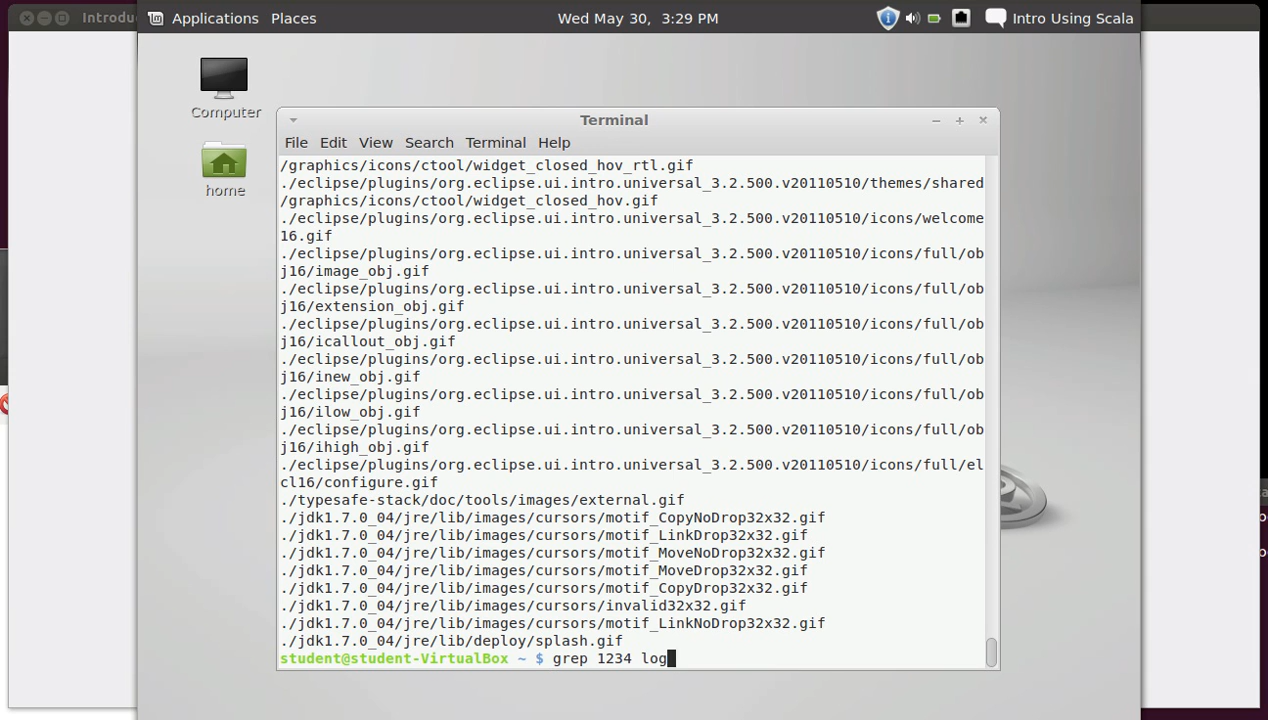 Introduc
Applications Places Wed May 30, 3:29 PM Intro Using Scala
Computer
home
Terminal
File Edit View Search Terminal Help
/graphics/icons/ctool/widget_closed_hov_rtl.gif
./eclipse/plugins/org.eclipse.ui.intro.universal_3.2.500.v20110510/themes/shared
/graphics/icons/ctool/widget_closed_hov.gif
./eclipse/plugins/org.eclipse.ui.intro.universal_3.2.500.v20110510/icons/welcome
16.gif
./eclipse/plugins/org.eclipse.ui.intro.universal_3.2.500.v20110510/icons/full/ob
j16/image_obj.gif
./eclipse/plugins/org.eclipse.ui.intro.universal_3.2.500.v20110510/icons/full/ob
j16/extension_obj.gif
./eclipse/plugins/org.eclipse.ui.intro.universal_3.2.500.v20110510/icons/full/ob
j16/icallout_obj.gif
./eclipse/plugins/org.eclipse.ui.intro.universal_3.2.500.v20110510/icons/full/ob
j16/inew_obj.gif
./eclipse/plugins/org.eclipse.ui.intro.universal_3.2.500.v20110510/icons/full/ob
j16/ilow_obj.gif
./eclipse/plugins/org.eclipse.ui.intro.universal_3.2.500.v20110510/icons/full/ob
j16/ihigh_obj.gif
./eclipse/plugins/org.eclipse.ui.intro.universal_3.2.500.v20110510/icons/full/el
cl16/configure.gif
./typesafe-stack/doc/tools/images/external.gif
./jdk1.7.0_04/jre/lib/images/cursors/motif_CopyNoDrop32x32.gif
./jdk1.7.0_04/jre/lib/images/cursors/motif_LinkDrop32x32.gif
./jdk1.7.0_04/jre/lib/images/cursors/motif_MoveNoDrop32x32.gif
./jdk1.7.0_04/jre/lib/images/cursors/motif_MoveDrop32x32.gif
./jdk1.7.0_04/jre/lib/images/cursors/motif_CopyDrop32x32.gif
./jdk1.7.0_04/jre/lib/images/cursors/invalid32x32.gif
./jdk1.7.0_04/jre/lib/images/cursors/motif_LinkNoDrop32x32.gif
./jdk1.7.0_04/jre/lib/deploy/splash.gif
student@student-VirtualBox ~ $ grep 1234 log